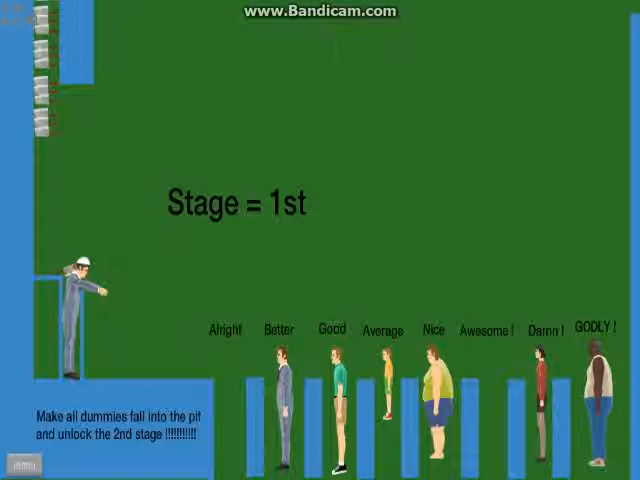 www.Bandicam.com
Stage = 1st
Alright Better Good Average Nice Awesome ! Damn ! GODLY !
Make all dummies fall into the pit
and unlock the 2nd stage !!!!!!!!!!!
menu